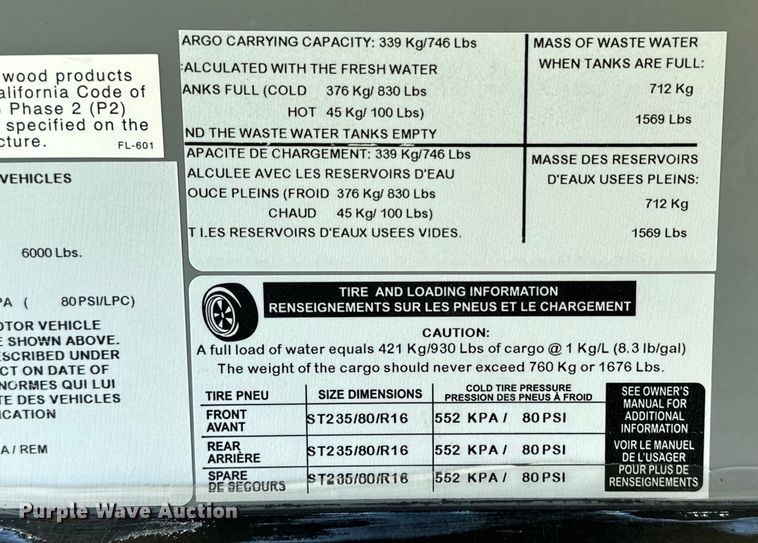 wood products
alifornia Code of
Phase 2 (P2)
specified on the
cture. FL-601
VEHICLES
6000 Lbs.
PA ( 80PSI/LPC)
OTOR VEHICLE
E SHOWN ABOVE.
SCRIBED UNDER
CT ON DATE OF
NORMES QUI LUI
TE DES VEHICLES
ICATION
A / REM
ARGO CARRYING CAPACITY: 339 Kg/746 Lbs
ALCULATED WITH THE FRESH WATER
ANKS FULL (COLD 376 Kg/ 830 Lbs
HOT 45 Kg/ 100 Lbs)
ND THE WASTE WATER TANKS EMPTY
MASS OF WASTE WATER
WHEN TANKS ARE FULL:
712 Kg
1569 Lbs
APACITE DE CHARGEMENT: 339 Kg/746 Lbs
ALCULEE AVEC LES RESERVOIRS D'EAU
OUCE PLEINS (FROID 376 Kg/ 830 Lbs
CHAUD 45 Kg/ 100 Lbs)
T LES RESERVOIRS D'EAUX USEES VIDES.
MASSE DES RESERVOIRS
D'EAUX USEES PLEINS:
712 Kg
1569 Lbs
TIRE AND LOADING INFORMATION
RENSEIGNEMENTS SUR LES PNEUS ET LE CHARGEMENT
CAUTION:
A full load of water equals 421 Kg/930 Lbs of cargo @ 1 Kg/L (8.3 lb/gal)
The weight of the cargo should never exceed 760 Kg or 1676 Lbs.
TIRE PNEU SIZE DIMENSIONS COLD TIRE PRESSURE
PRESSION DES PNEUS À FROID
FRONT
AVANT ST235/80/R16 552 KPA / 80PSI
REAR
ARRIÈRE ST235/80/R16 552 KPA / 80PSI
SPARE
DE SECOURS ST235/80/R16 552 KPA / 80PSI
SEE OWNER'S
MANUAL FOR
ADDITIONAL
INFORMATION
VOIR LE MANUEL
DE L'USAGER
POUR PLUS DE
RENSEIGNEMENTS
Purple Wave Auction